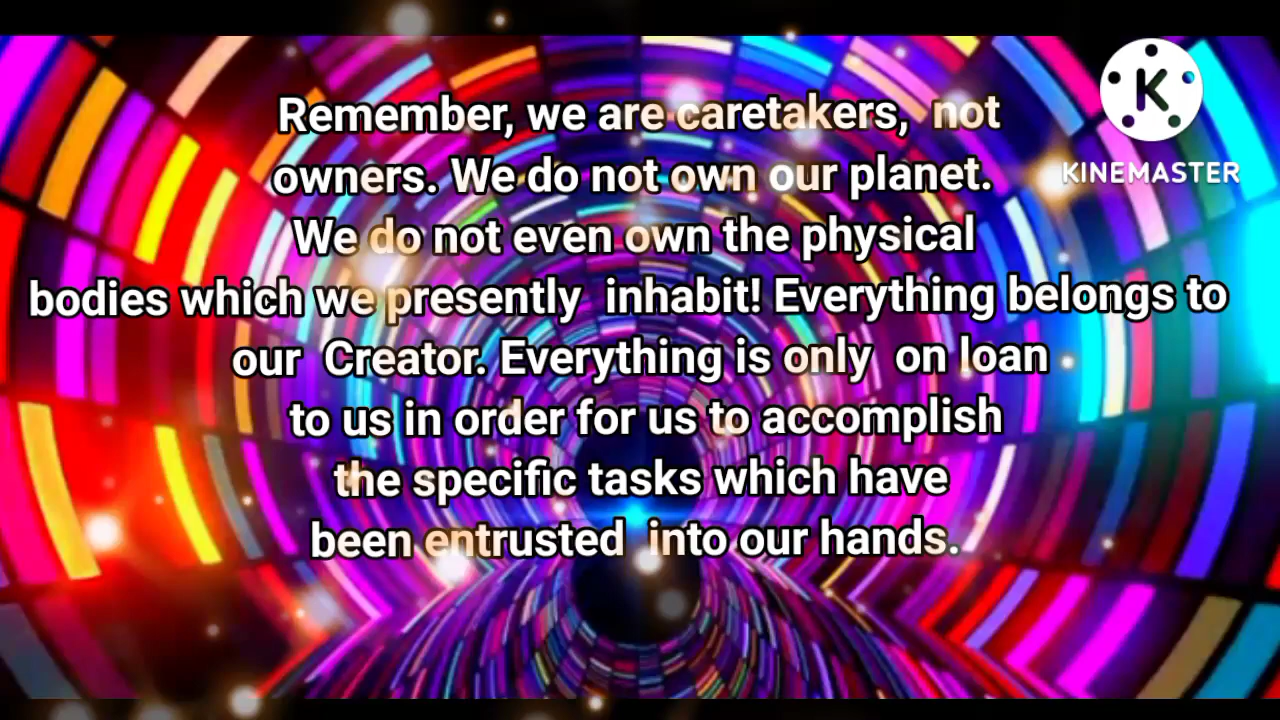 Remember, we are caretakers, not
owners. We do not own our planet.
We do not even own the physical
bodies which we presently inhabit! Everything belongs to
our Creator. Everything is only on loan
to us in order for us to accomplish
the specific tasks which have
been entrusted into our hands.
K
KINEMASTER